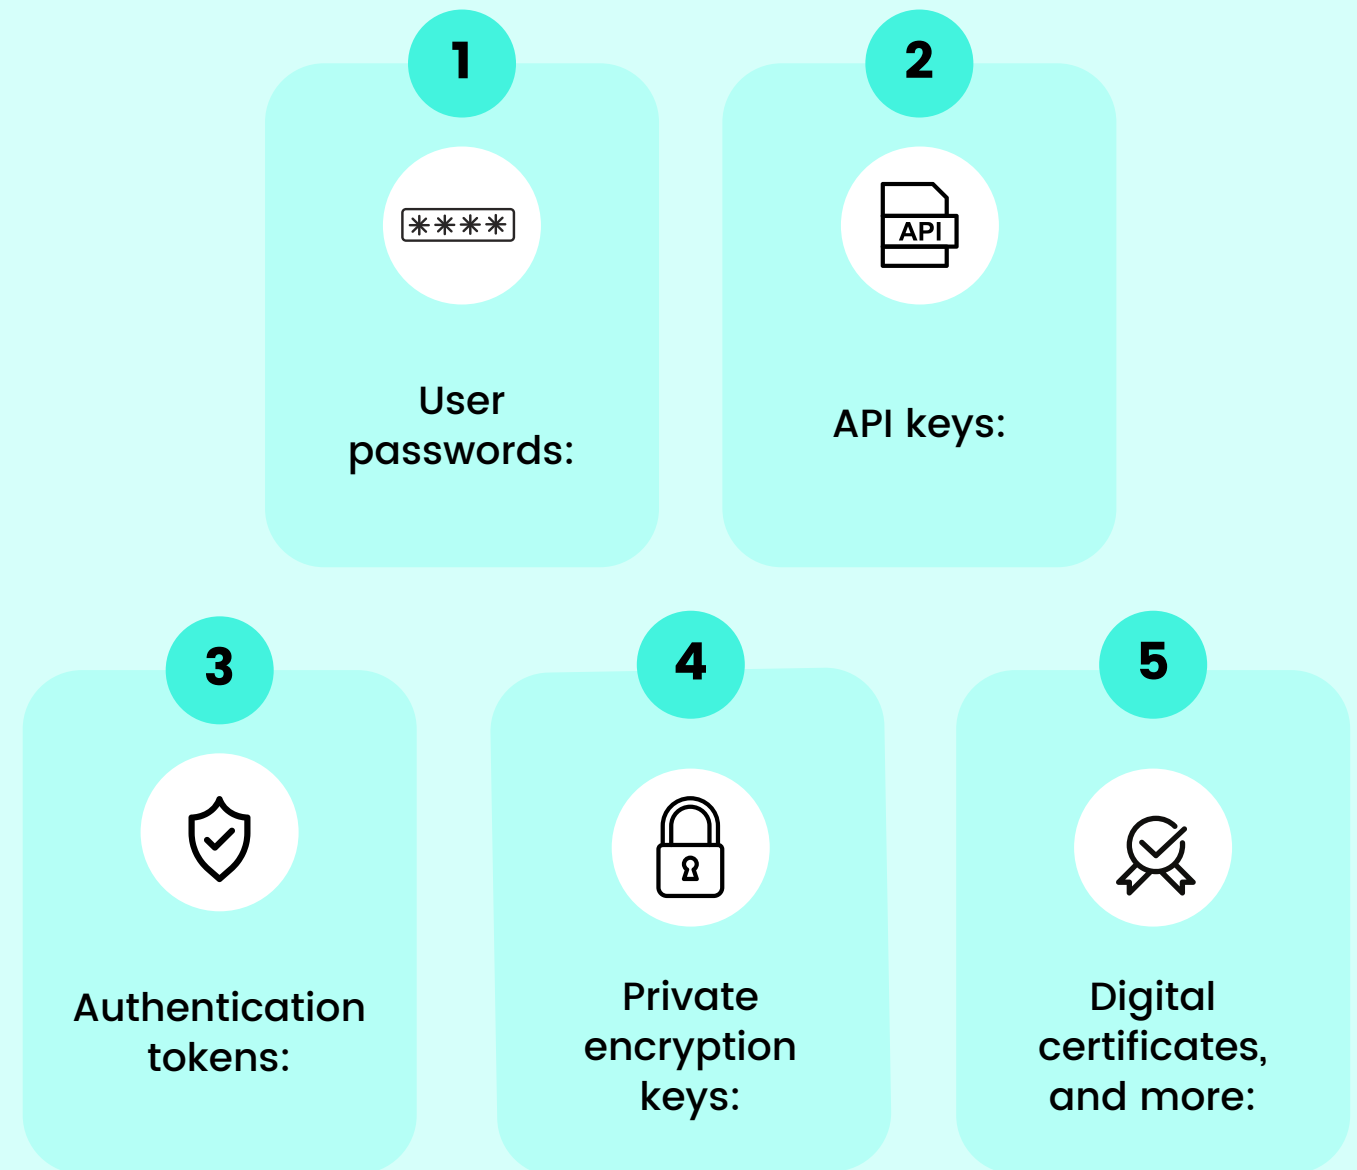 1
2
****
API
User
passwords:
API keys:
3
4
5
Authentication
tokens:
Private
encryption
keys:
Digital
certificates,
and more: